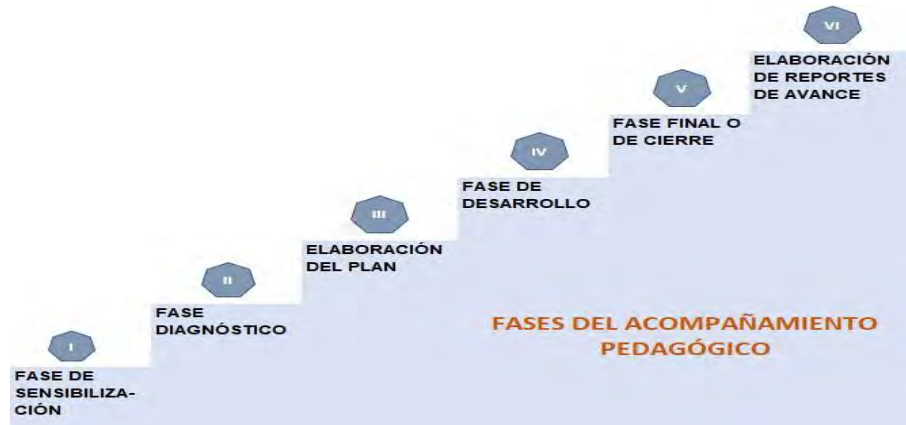 I
FASE DE
SENSIBILIZA-
CIÓN
II
FASE
DIAGNÓSTICO
III
ELABORACIÓN
DEL PLAN
IV
FASE DE
DESARROLLO
V
FASE FINAL O
DE CIERRE
VI
ELABORACIÓN
DE REPORTES
DE AVANCE
FASES DEL ACOMPAÑAMIENTO
PEDAGÓGICO